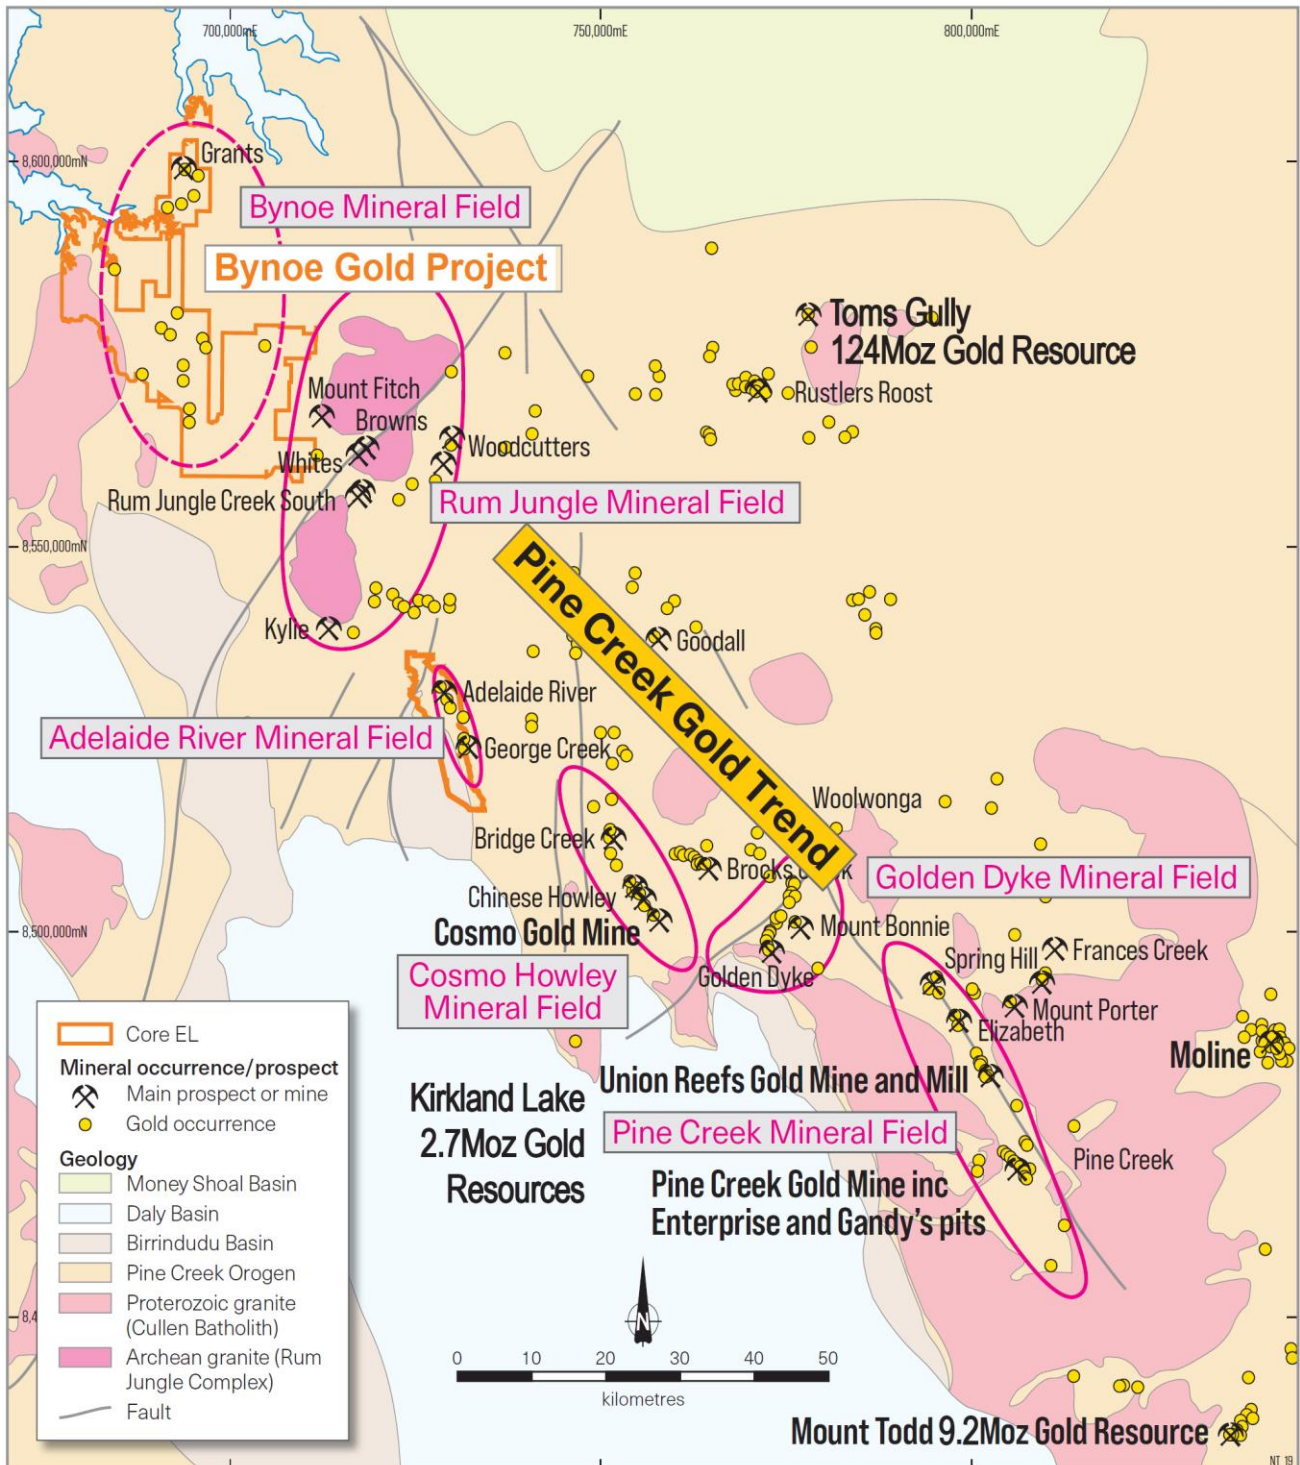 700,000mE
750,000mE
800,000mE
8,600,000mN
Grants
Bynoe Mineral Field
Bynoe Gold Project
Toms Gully
124Moz Gold Resource
Rustlers Roost
Mount Fitch
Browns
Woodcutters
Whites
Rum Jungle Creek South
Rum Jungle Mineral Field
8,550,000mN
Pine Creek Gold Trend
Kylie
Goodall
Adelaide River
Adelaide River Mineral Field
George Creek
Woolwonga
Bridge Creek
Brocks
Golden Dyke Mineral Field
Chinese Howley
Mount Bonnie
8,500,000mN
Cosmo Gold Mine
Frances Creek
Spring Hill
Golden Dyke
Cosmo Howley
Mineral Field
Mount Porter
Elizabeth
Moline
Union Reefs Gold Mine and Mill
Kirkland Lake
2.7Moz Gold
Resources
Pine Creek Mineral Field
Pine Creek
Pine Creek Gold Mine inc
Enterprise and Gandy's pits
Core EL
Mineral occurrence/prospect
Main prospect or mine
Gold occurrence
Geology
Money Shoal Basin
Daly Basin
Birrindudu Basin
Pine Creek Orogen
Proterozoic granite
(Cullen Batholith)
Archean granite (Rum
Jungle Complex)
Fault
N
0 10 20 30 40 50
kilometres
Mount Todd 9.2Moz Gold Resource